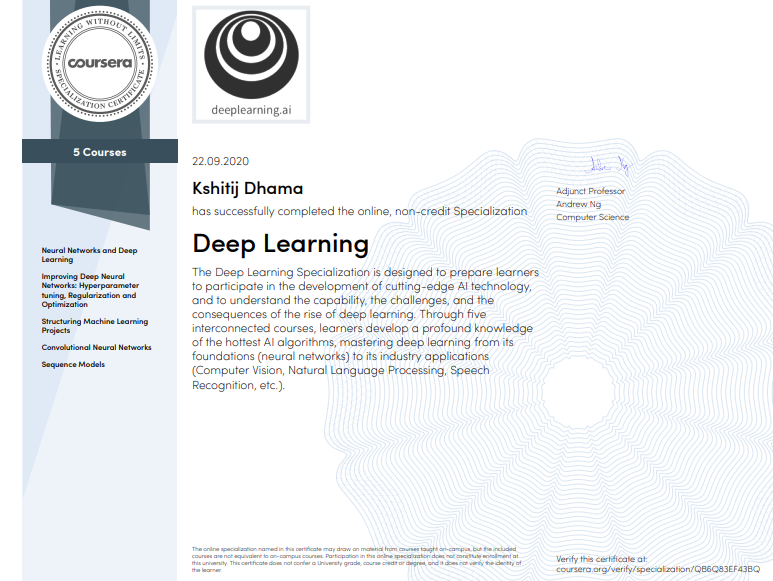 LEARNING WITHOUT LIMITS
coursera
SPECIALIZATION CERTIFICATE
deeplearning.ai
5 Courses
Neural Networks and Deep
Learning
Improving Deep Neural
Networks: Hyperparameter
tuning, Regularization and
Optimization
Structuring Machine Learning
Projects
Convolutional Neural Networks
Sequence Models
22.09.2020
Kshitij Dhama
has successfully completed the online, non-credit Specialization
Deep Learning
The Deep Learning Specialization is designed to prepare learners
to participate in the development of cutting-edge AI technology,
and to understand the capability, the challenges, and the
consequences of the rise of deep learning. Through five
interconnected courses, learners develop a profound knowledge
of the hottest AI algorithms, mastering deep learning from its
foundations (neural networks) to its industry applications
(Computer Vision, Natural Language Processing, Speech
Recognition, etc.).
Adjunct Professor
Andrew Ng
Computer Science
The online specialization named in this certificate may draw on material from courses taught on-campus, but the included
courses are not equivalent to on-campus courses. Participation in this online specialization does not constitute enrollment at
this university. This certificate does not confer a University grade, course credit or degree, and it does not verify the identity of
the learner.
Verify this certificate at:
coursera.org/verify/specialization/QB6Q83EF43BQ